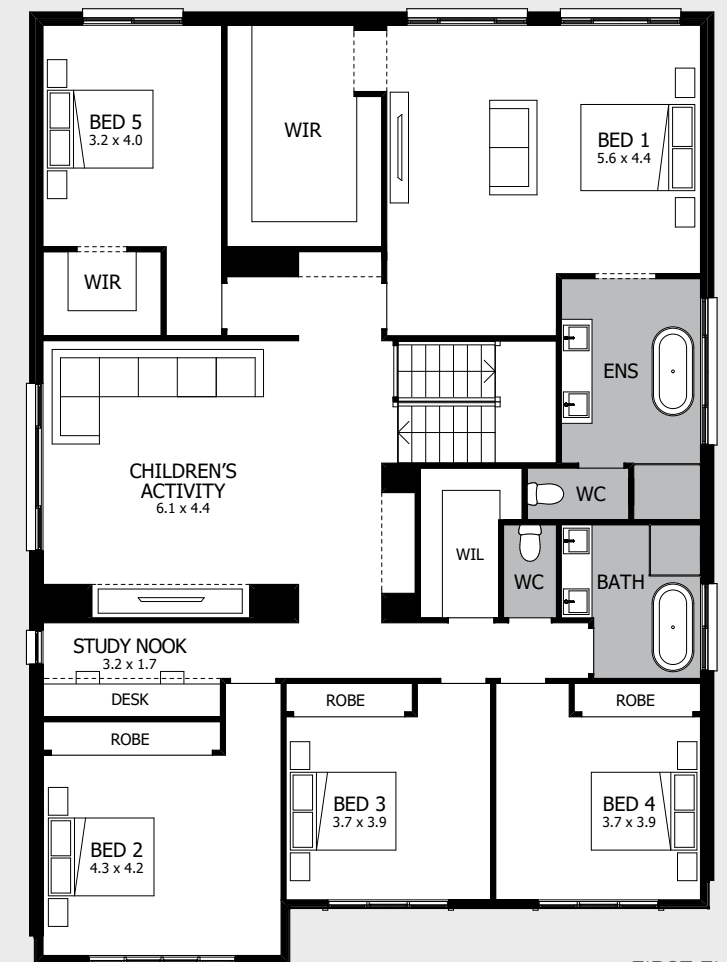 BED 5
3.2 x 4.0
WIR
BED 1
5.6 x 4.4
WIR
ENS
CHILDREN'S
ACTIVITY
6.1 x 4.4
WC
WIL
WC
BATH
STUDY NOOK
3.2 x 1.7
DESK
ROBE
ROBE
ROBE
BED 2
4.3 x 4.2
BED 3
3.7 x 3.9
BED 4
3.7 x 3.9